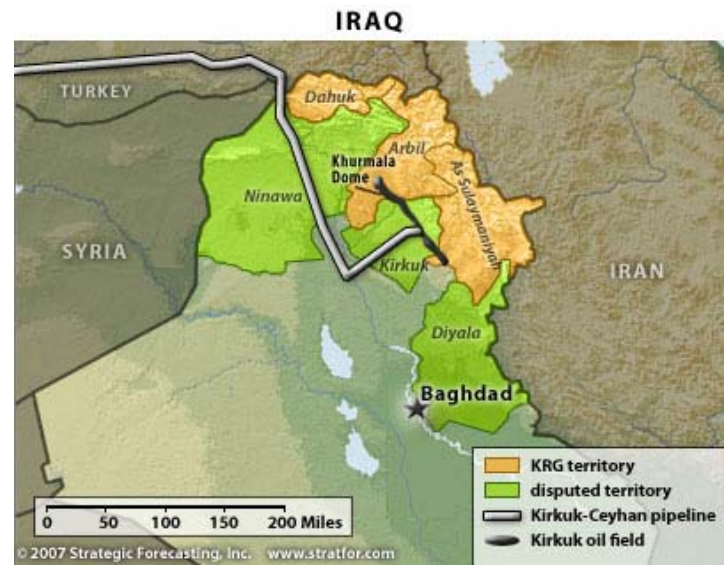 IRAQ
TURKEY
Dahuk
Arbil
Khurmala
Dome
As Sulaymaniyah
Ninawa
SYRIA
Kirkuk
IRAN
Diyala
Baghdad
KRG territory
disputed territory
Kirkuk-Ceyhan pipeline
Kirkuk oil field
0 50 100 150 200 Miles
© 2007 Strategic Forecasting, Inc. www.stratfor.com